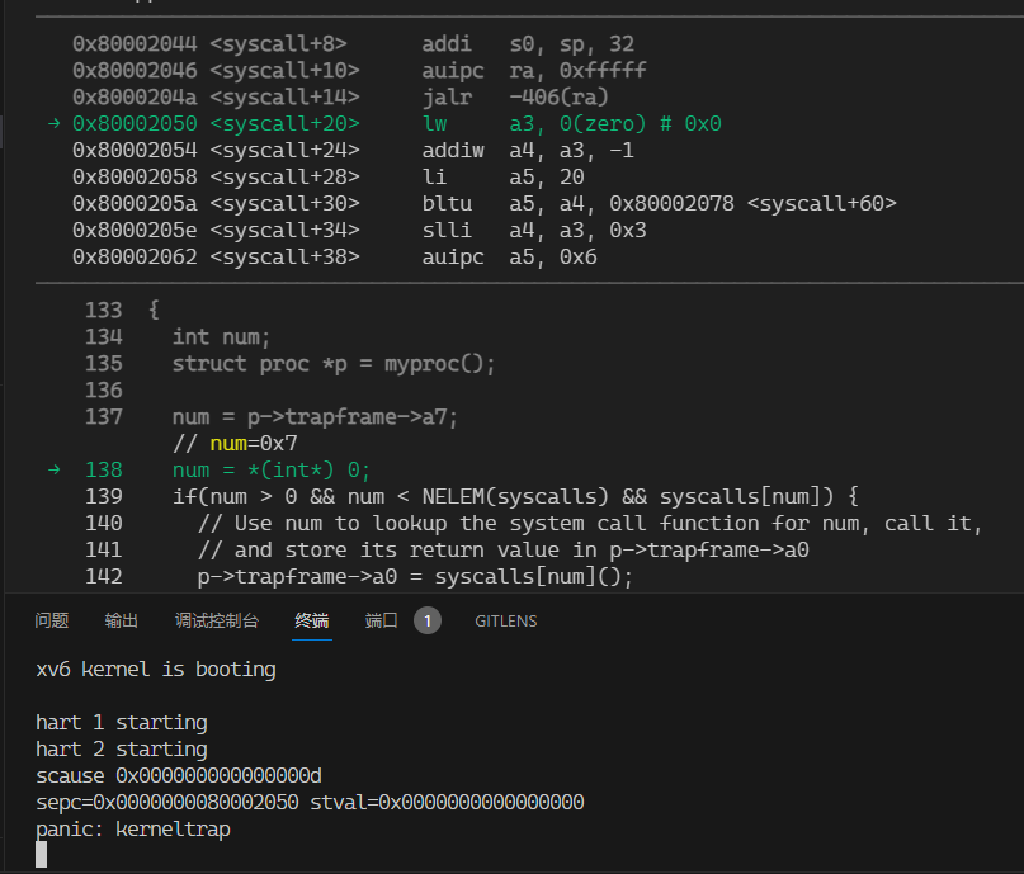 0x80002044 <syscall+8> addi s0, sp, 32
0x80002046 <syscall+10> auipc ra, 0xfffff
0x8000204a <syscall+14> jalr -406(ra)
→ 0x80002050 <syscall+20> lw a3, 0(zero) # 0x0
0x80002054 <syscall+24> addiw a4, a3, -1
0x80002058 <syscall+28> li a5, 20
0x8000205a <syscall+30> bltu a5, a4, 0x80002078 <syscall+60>
0x8000205e <syscall+34> slli a4, a3, 0x3
0x80002062 <syscall+38> auipc a5, 0x6
133 {
134 int num;
135 struct proc *p = myproc();
136
137 num = p->trapframe->a7;
// num=0x7
→ 138 num = *(int*) 0;
139 if(num > 0 && num < NELEM(syscalls) && syscalls[num]) {
140 // Use num to lookup the system call function for num, call it,
141 // and store its return value in p->trapframe->a0
142 p->trapframe->a0 = syscalls[num]();
问题 输出 调试控制台 终端 端口 1 GITLENS
xv6 kernel is booting
hart 1 starting
hart 2 starting
scause 0x000000000000000d
sepc=0x0000000080002050 stval=0x0000000000000000
panic: kerneltrap